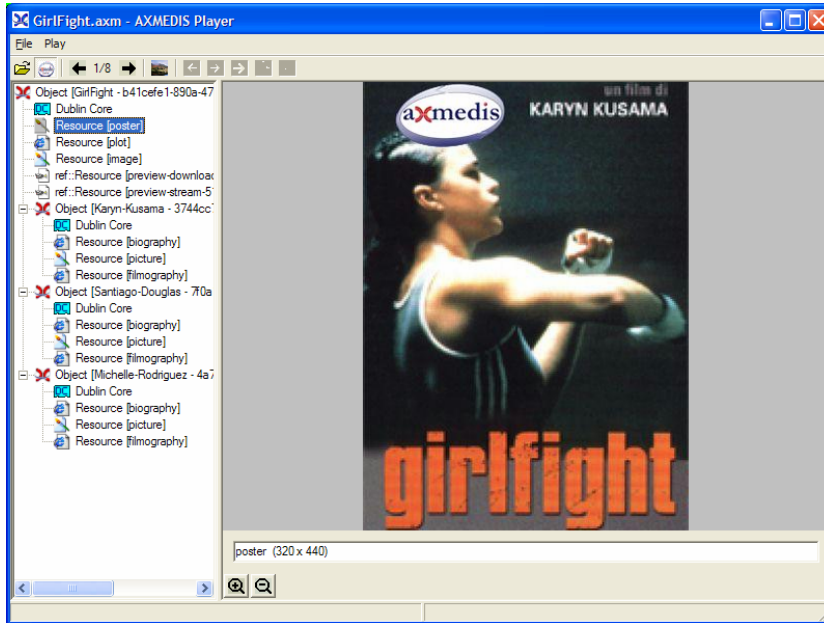 GirlFight.axm - AXMEDIS Player
File Play
1/8
Object [GirlFight - b41cefe1-890a-47
Dublin Core
Resource [poster]
Resource [plot]
Resource [image]
ref::Resource [preview-download
ref::Resource [preview-stream-5
Object [Karyn-Kusama - 3744cc
Dublin Core
Resource [biography]
Resource [picture]
Resource [filmography]
Object [Santiago-Douglas - 7f0a
Dublin Core
Resource [biography]
Resource [picture]
Resource [filmography]
Object [Michelle-Rodriguez - 4a7
Dublin Core
Resource [biography]
Resource [picture]
Resource [filmography]
un film di
axmedis
KARYN KUSAMA
girlfight
poster (320 x 440)